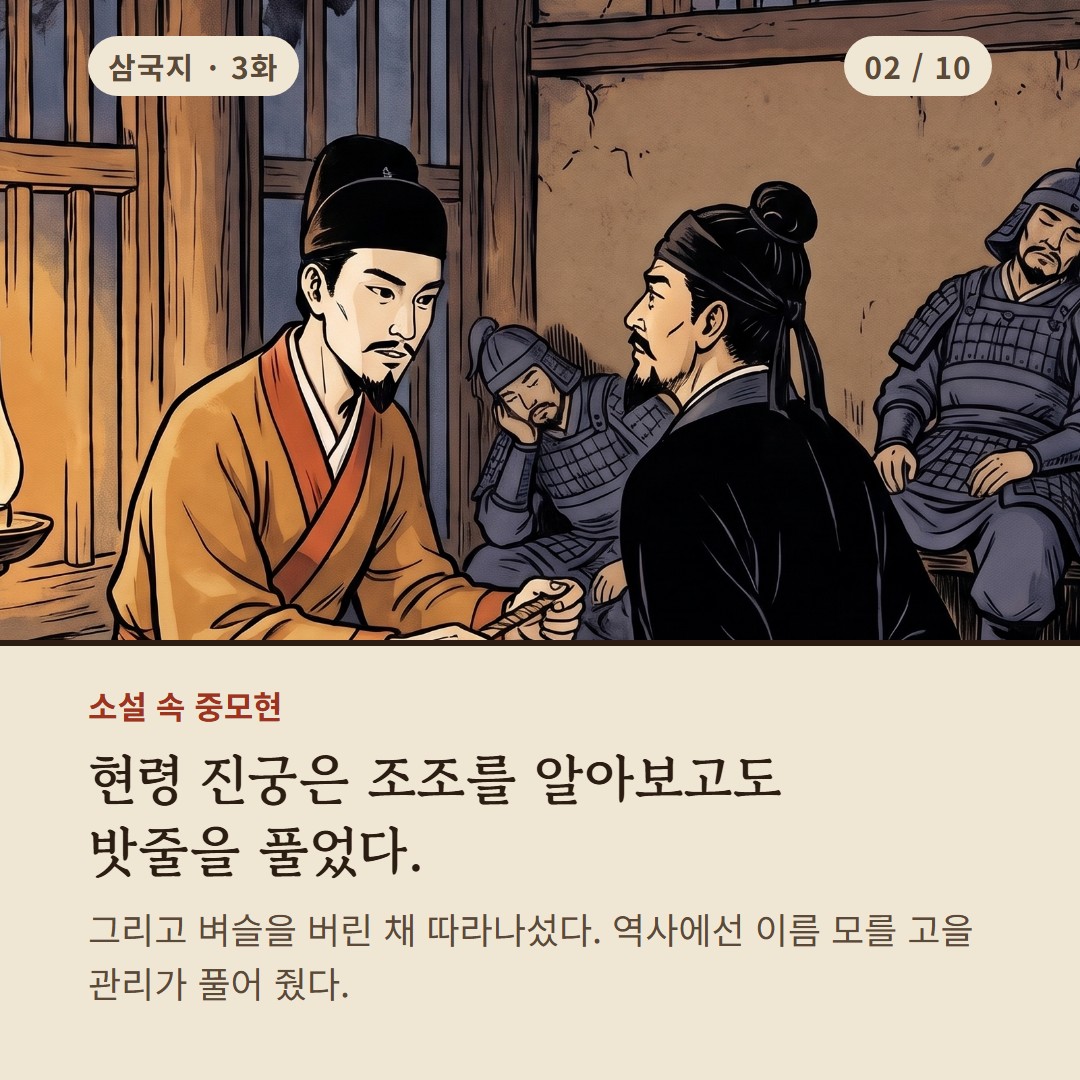 삼국지 · 3화
02 / 10
소설 속 중모현
현령 진궁은 조조를 알아보고도
밧줄을 풀었다.
그리고 벼슬을 버린 채 따라나섰다. 역사에선 이름 모를 고을
관리가 풀어 줬다.